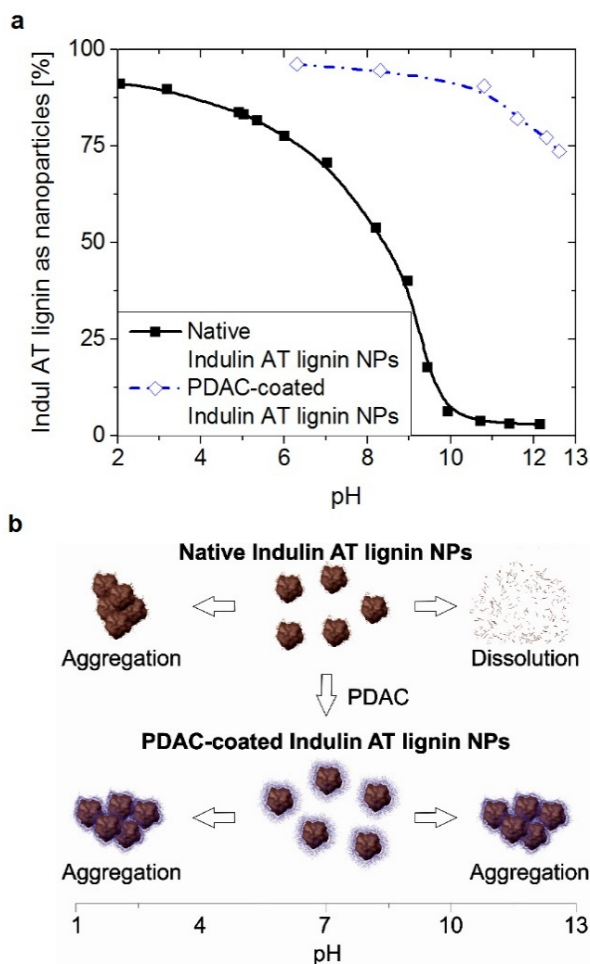 a
Indul AT lignin as nanoparticles [%]
100
75
50
25
0
Native
Indulin AT lignin NPs
PDAC-coated
Indulin AT lignin NPs
2
4
6
8
10
12
13
pH
b
Native Indulin AT lignin NPs
Aggregation
Dissolution
PDAC
PDAC-coated Indulin AT lignin NPs
Aggregation
Aggregation
1
4
7
10
13
pH